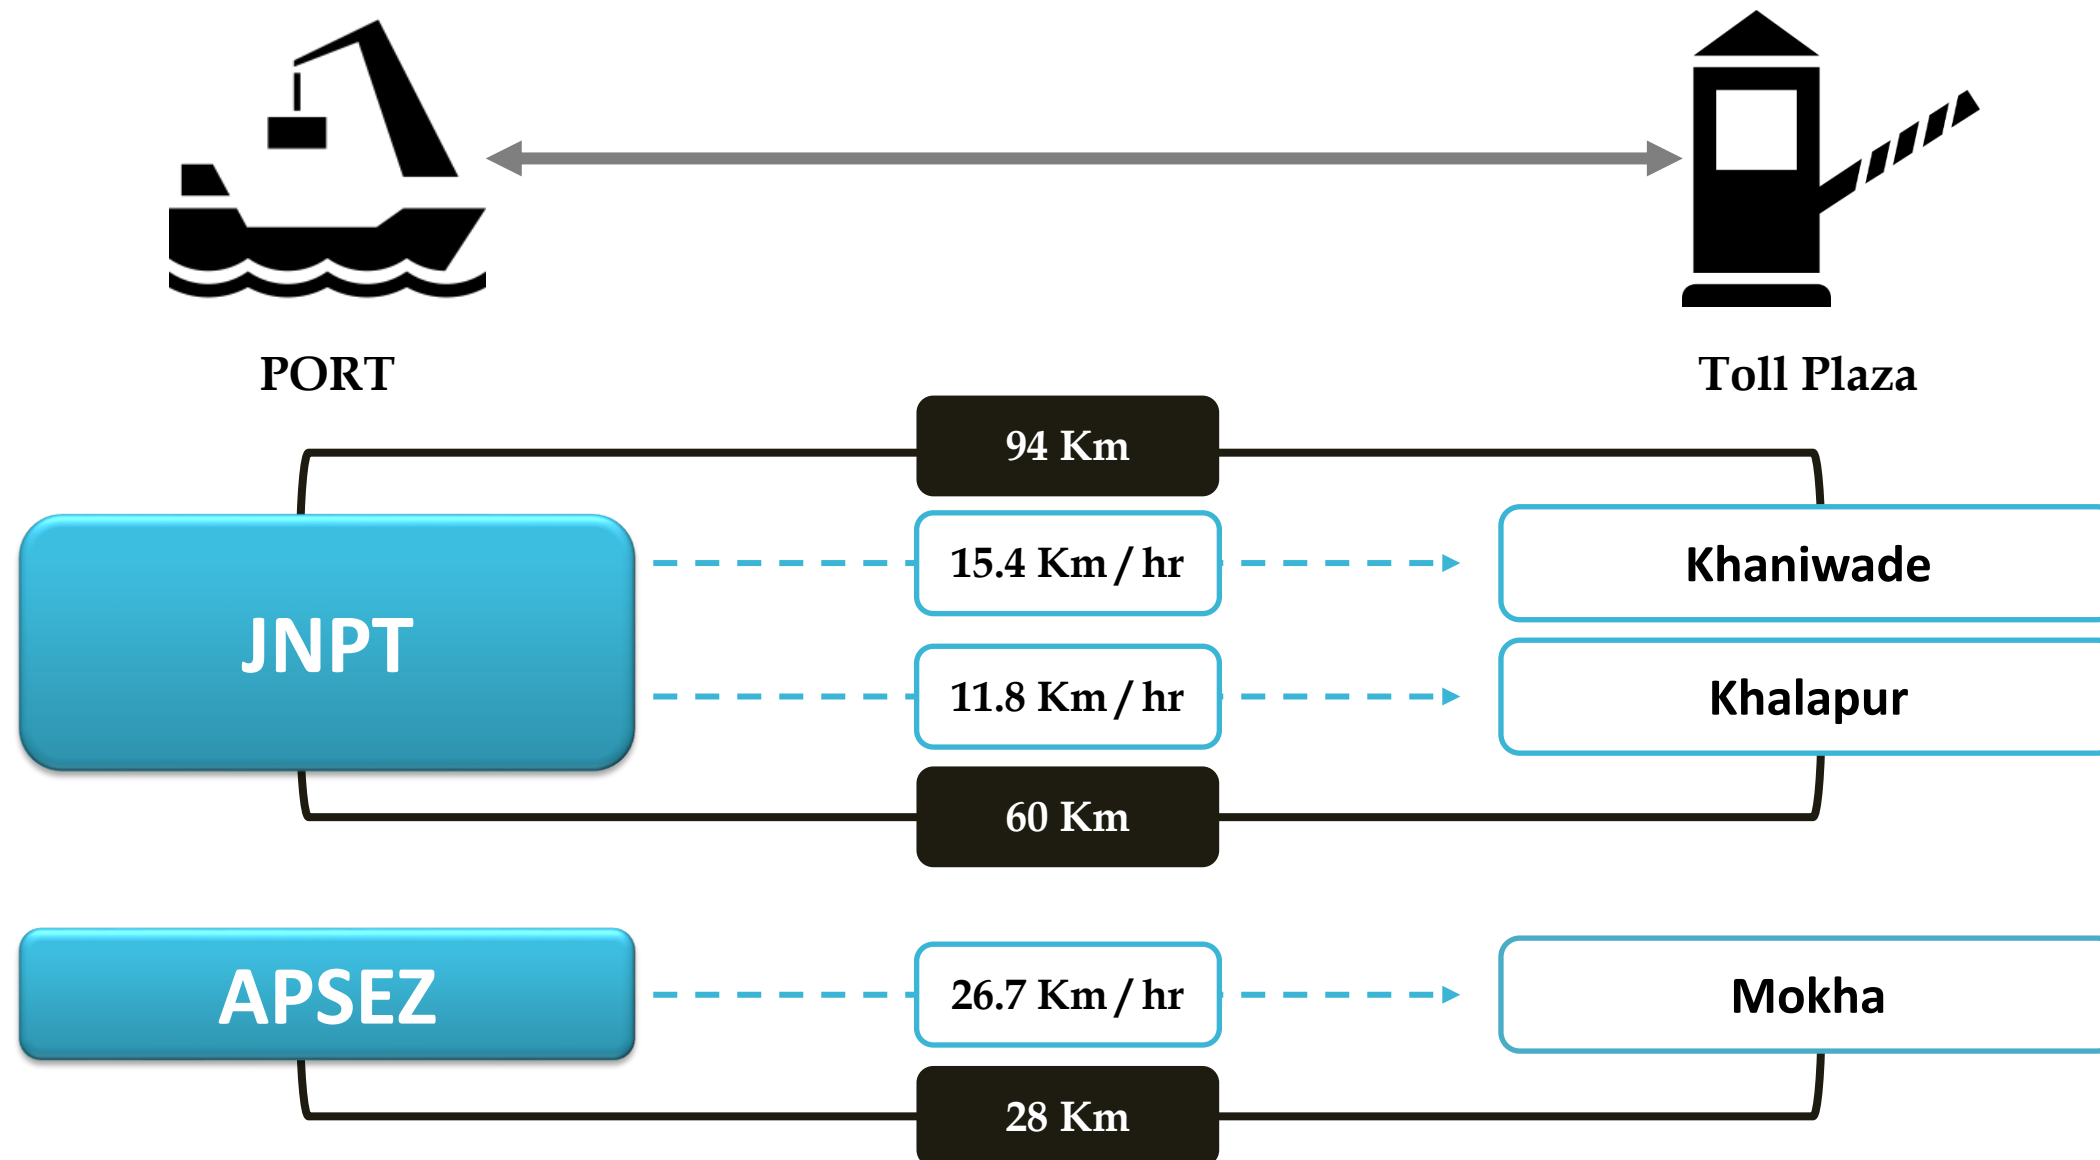 PORT
Toll Plaza
94 Km
JNPT
15.4 Km/hr
Khaniwade
11.8 Km/hr
Khalapur
60 Km
APSEZ
26.7 Km/hr
Mokha
28 Km